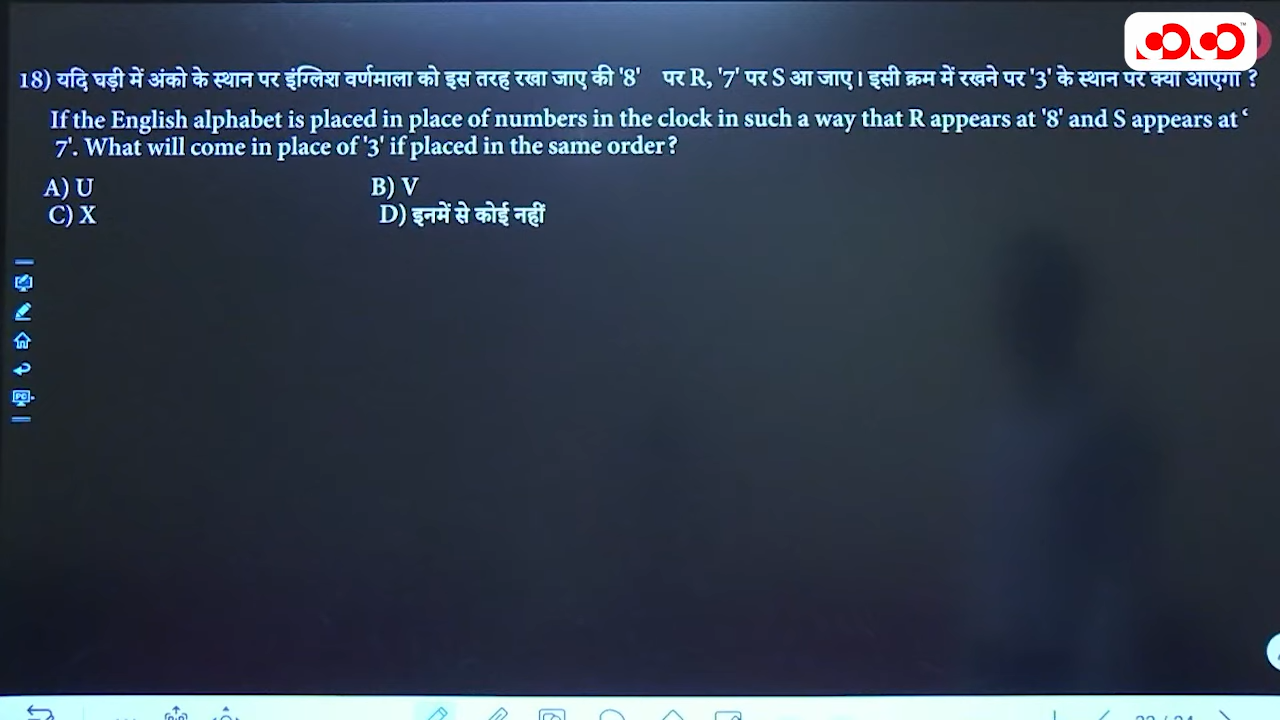 18) यदि घड़ी में अंको के स्थान पर इंग्लिश वर्णमाला को इस तरह रखा जाए की '8' पर R, '7' पर S आ जाए। इसी क्रम में रखने पर '3' के स्थान पर क्या आएगा ?
If the English alphabet is placed in place of numbers in the clock in such a way that R appears at '8' and S appears at ‘
7'. What will come in place of '3' if placed in the same order?
A) U B) V
C) X D) इनमें से कोई नहीं
PC